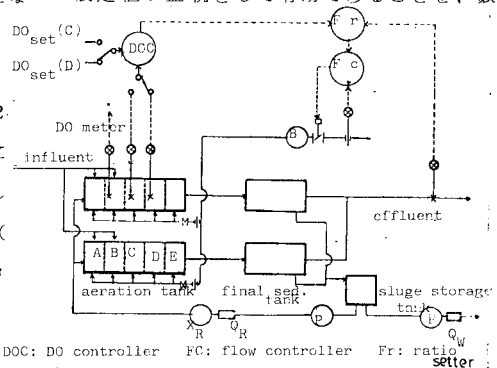 DO set(C)
DO set(D)
DOC
F r
F c
B
DO meter
influent
M
A B C D E
M
effluent
aeration tank
final sed. tank
sluge storage tank
X R
Q R
P
P
Q W
DOC: DO controller FC: flow controller Fr: ratio setter